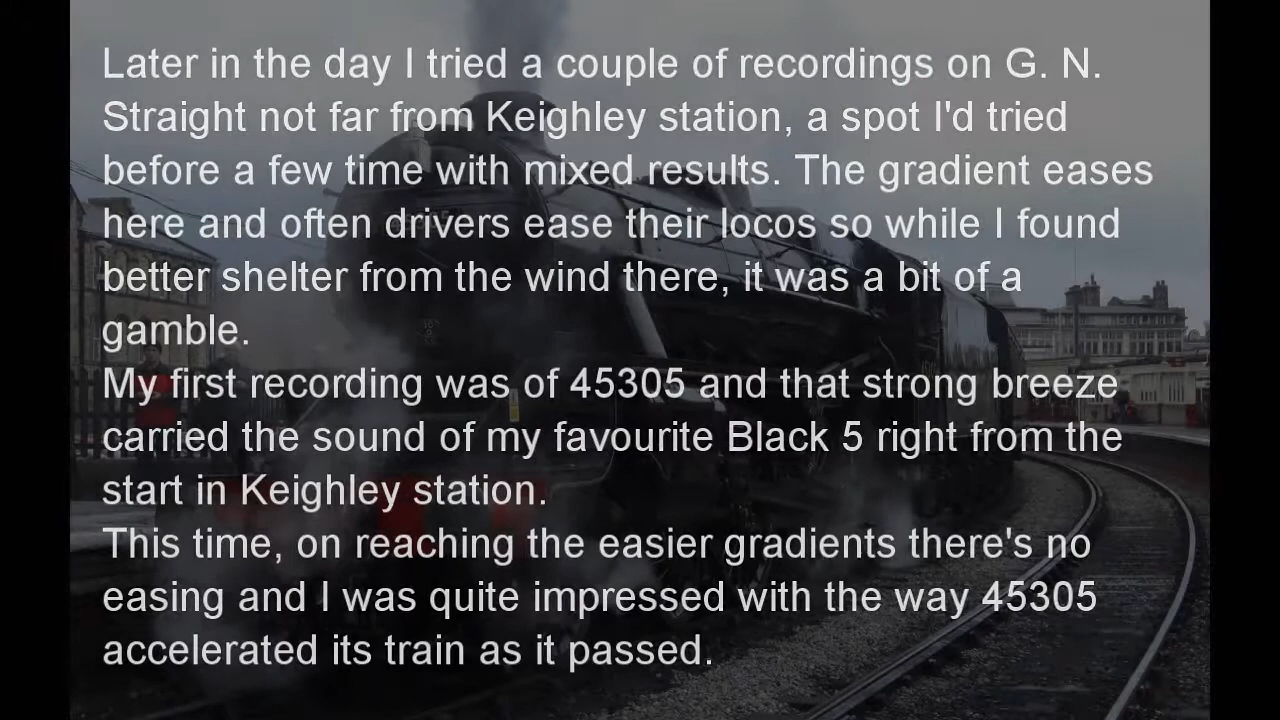 Later in the day I tried a couple of recordings on G. N.
Straight not far from Keighley station, a spot I'd tried
before a few time with mixed results. The gradient eases
here and often drivers ease their locos so while I found
better shelter from the wind there, it was a bit of a
gamble.
My first recording was of 45305 and that strong breeze
carried the sound of my favourite Black 5 right from the
start in Keighley station.
This time, on reaching the easier gradients there's no
easing and I was quite impressed with the way 45305
accelerated its train as it passed.